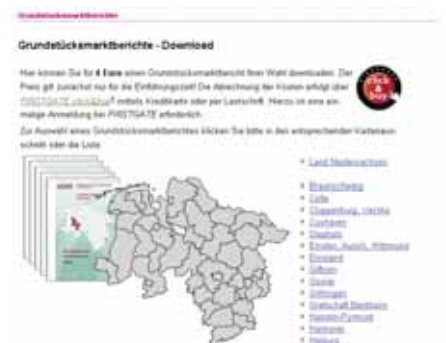 Grundstücksmarktberichte
Grundstücksmarktberichte - Download
Hier können Sie für 4 Euro einen Grundstücksmarktbericht Ihrer Wahl downloaden. Der
Preis gilt zunächst nur für die Einführungszeit! Die Abrechnung der Kosten erfolgt über
FIRSTGATE click&buy mittels Kreditkarte oder per Lastschrift. Hierzu ist eine ein-
malige Anmeldung bei FIRSTGATE erforderlich.
Zur Auswahl eines Grundstücksmarktberichtes klicken Sie bitte in den entsprechenden Kartenaus-
schnitt oder die Liste.
click
&
buy
Land Niedersachsen
Braunschweig
Celle
Cloppenburg, Vechta
Cuxhaven
Diepholz
Emden, Aurich, Wittmund
Emsland
Gifhorn
Goslar
Göttingen
Grafschaft Bentheim
Hameln-Pyrmont
Hannover
Harburg